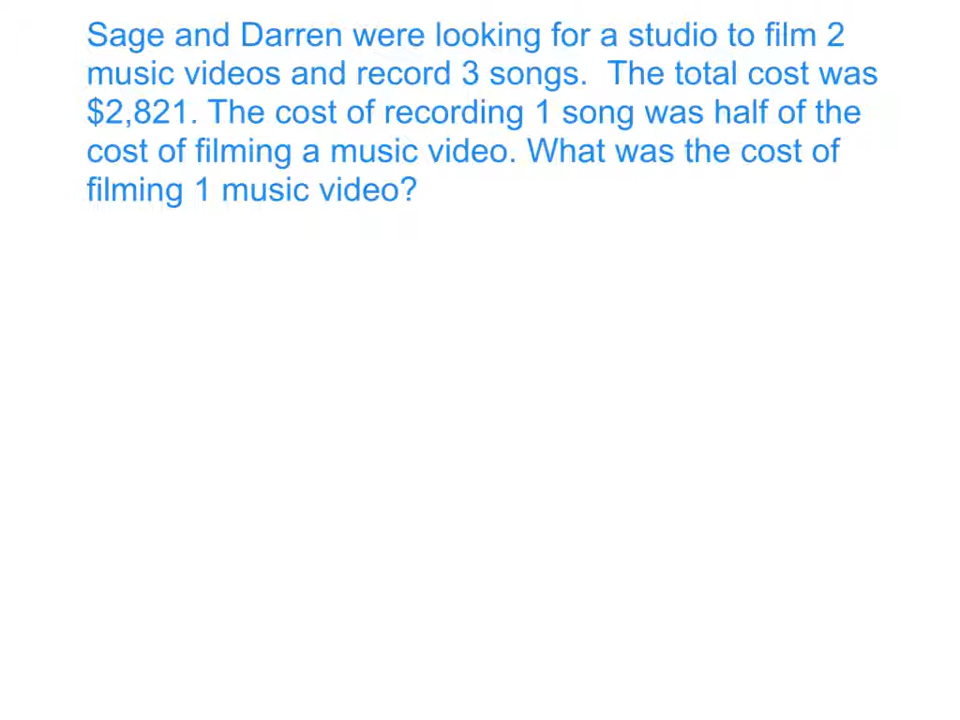 Sage and Darren were looking for a studio to film 2
music videos and record 3 songs.  The total cost was
$2,821. The cost of recording 1 song was half of the
cost of filming a music video. What was the cost of
filming 1 music video?